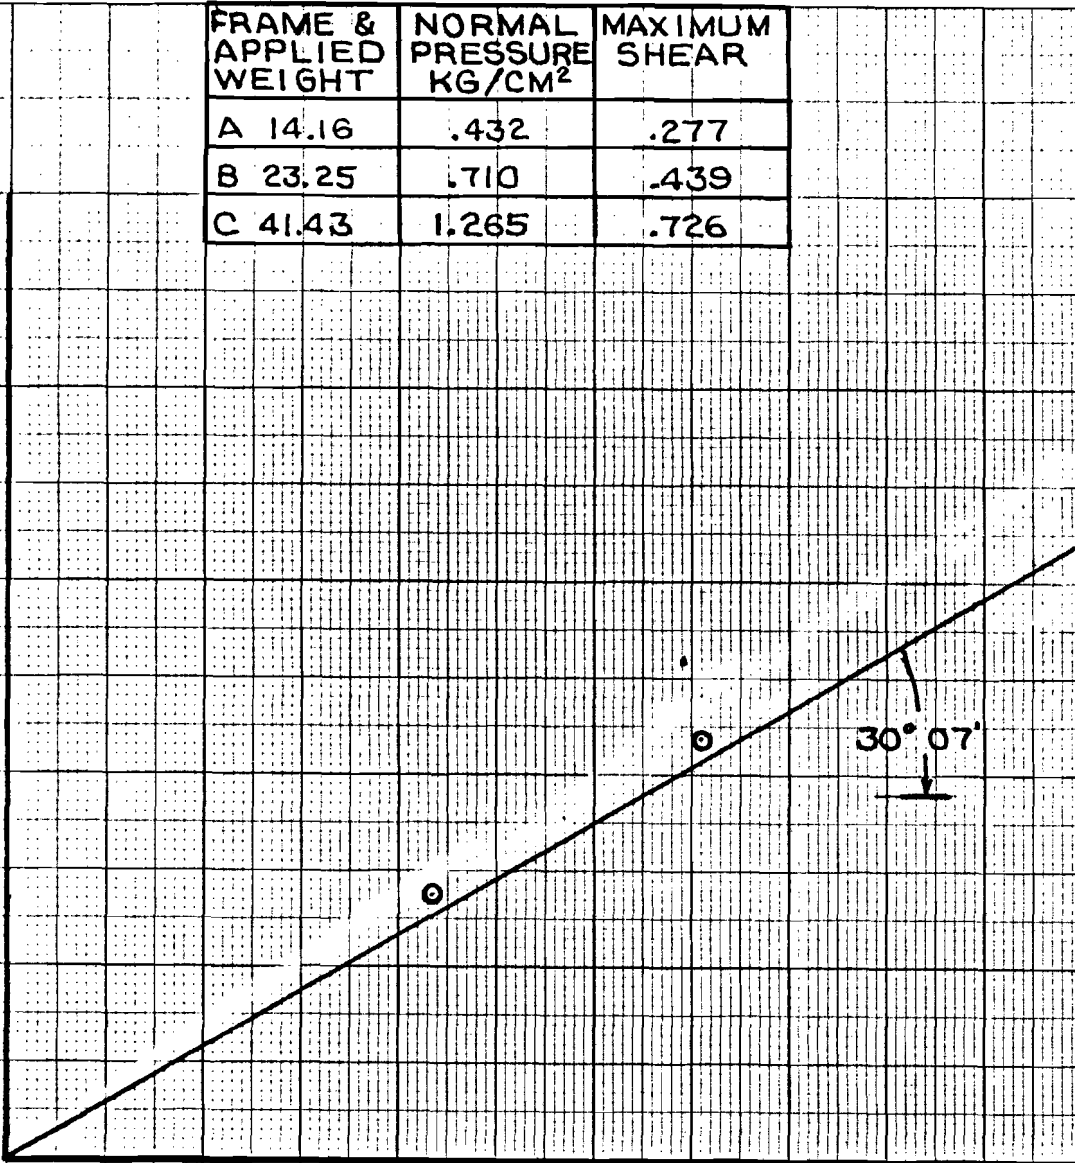 FRAME & APPLIED WEIGHT NORMAL PRESSURE KG/CM² MAXIMUM SHEAR
A 14.16 .432 .277
B 23.25 .710 .439
C 41.43 1.265 .726
30° 07'